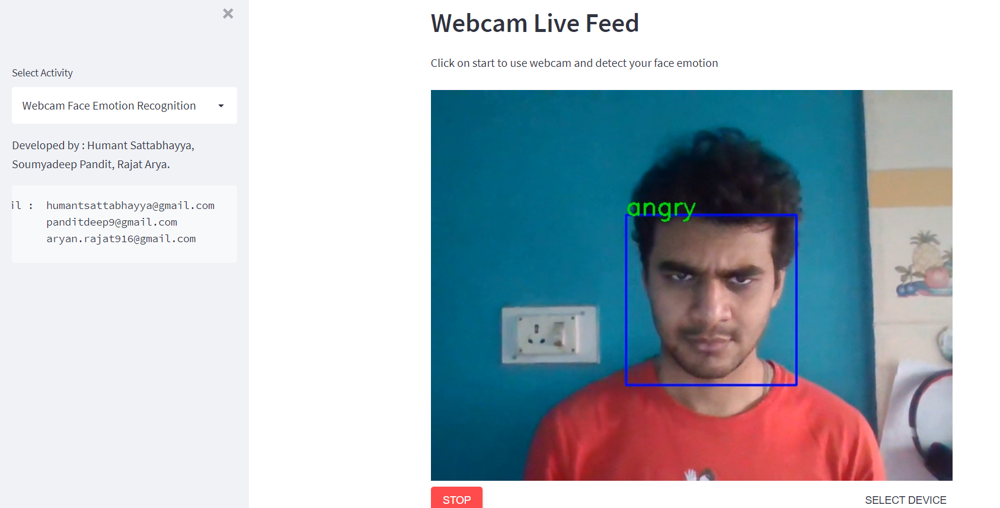 ×
Select Activity
Webcam Face Emotion Recognition
Developed by : Humant Sattabhayya,
Soumyadeep Pandit, Rajat Arya.
il :  humantsattabhayya@gmail.com
panditdeep9@gmail.com
aryan.rajat916@gmail.com
Webcam Live Feed
Click on start to use webcam and detect your face emotion
angry
STOP
SELECT DEVICE